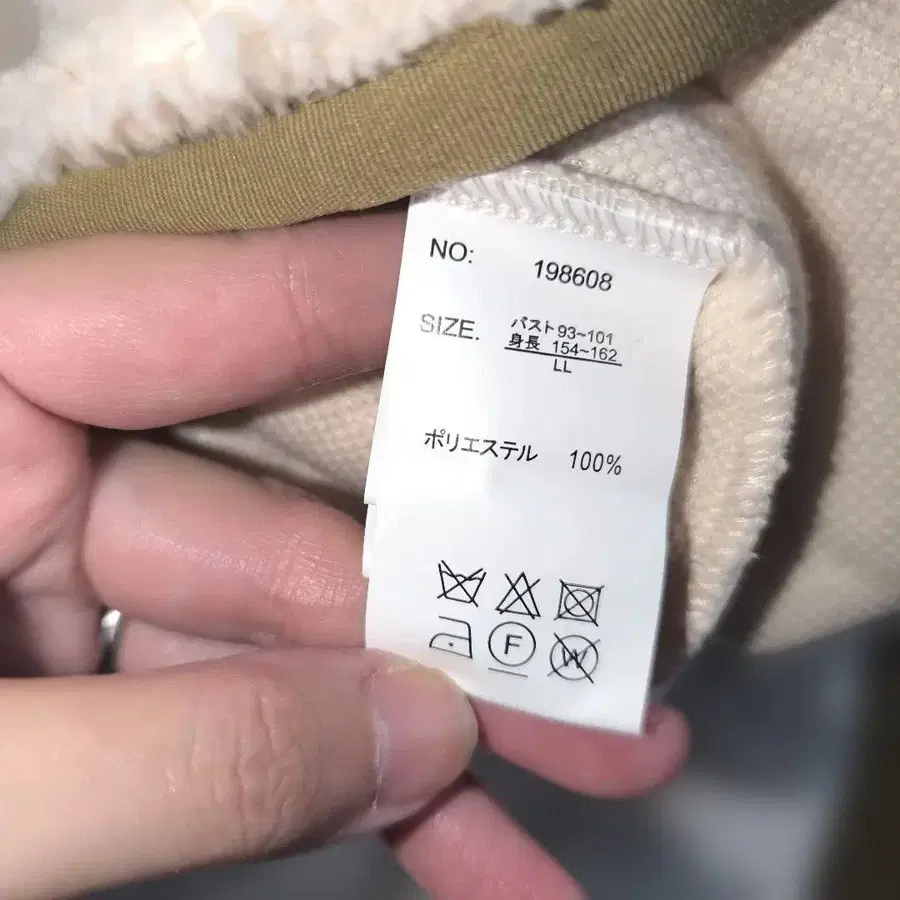 NO: 198608
SIZE. バスト93~101
身長 154~162
LL
ポリエステル 100%
F
W